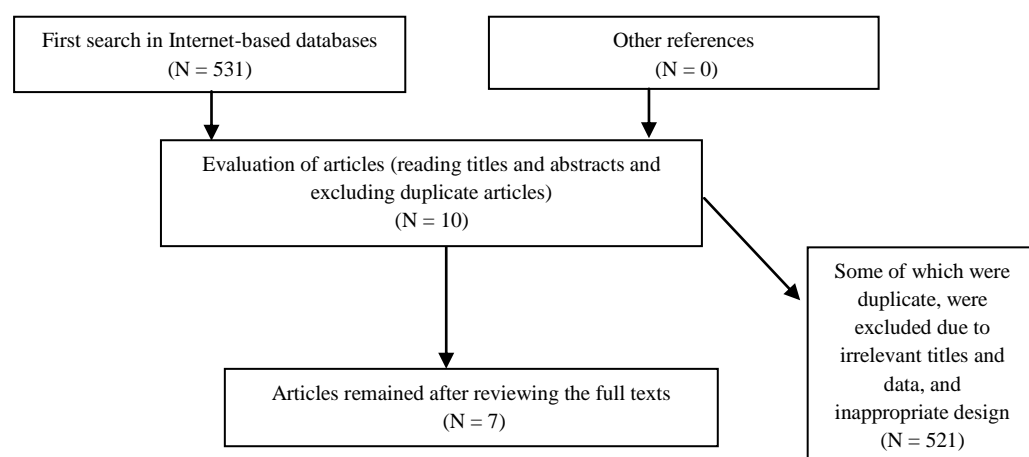 First search in Internet-based databases
(N = 531)
Other references
(N = 0)
Evaluation of articles (reading titles and abstracts and
excluding duplicate articles)
(N = 10)
Some of which were
duplicate, were
excluded due to
irrelevant titles and
data, and
inappropriate design
(N = 521)
Articles remained after reviewing the full texts
(N = 7)